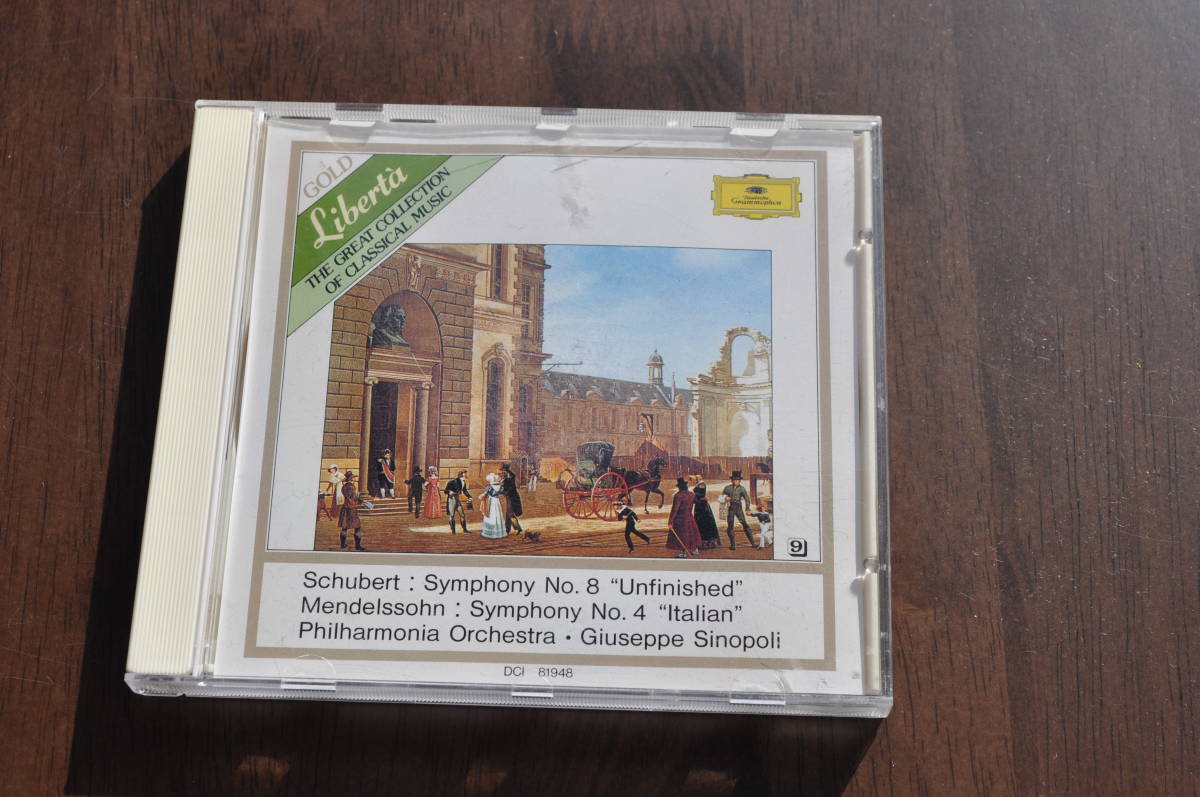 GOLD
Libertà
THE GREAT COLLECTION
OF CLASSICAL MUSIC
Deutsche
Grammophon
9
Schubert : Symphony No. 8 “Unfinished”
Mendelssohn : Symphony No. 4 “Italian”
Philharmonia Orchestra · Giuseppe Sinopoli
DCI 81948